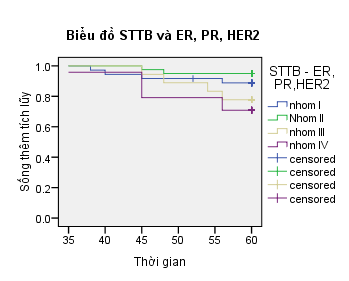 Biểu đồ STTB và ER, PR, HER2
Sống thêm tích lũy
1.0
0.8
0.6
0.4
0.2
0.0
35
40
45
50
55
60
Thời gian
STTB - ER,
PR,HER2
nhom I
Nhom II
nhom III
nhom IV
censored
censored
censored
censored